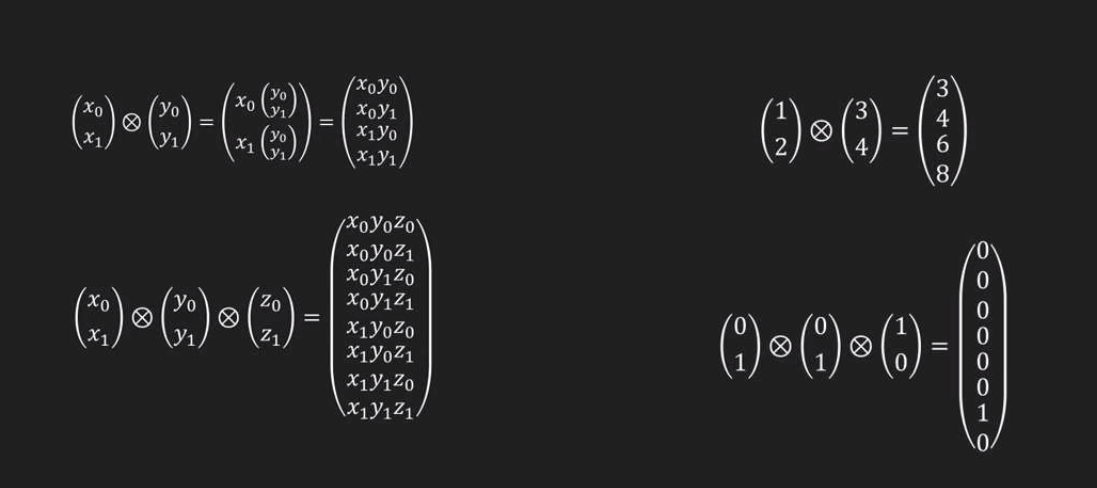 (x₀ x₁) ⊗ (y₀ y₁) = (x₀ (y₀ y₁) x₁ (y₀ y₁)) = (x₀y₀ x₀y₁ x₁y₀ x₁y₁)
(1 2) ⊗ (3 4) = (3 4 6 8)
(x₀ x₁) ⊗ (y₀ y₁) ⊗ (z₀ z₁) = (x₀y₀z₀ x₀y₀z₁ x₀y₁z₀ x₀y₁z₁ x₁y₀z₀ x₁y₀z₁ x₁y₁z₀ x₁y₁z₁)
(0 1) ⊗ (0 1) ⊗ (1 0) = (0 0 0 0 0 0 1 0)